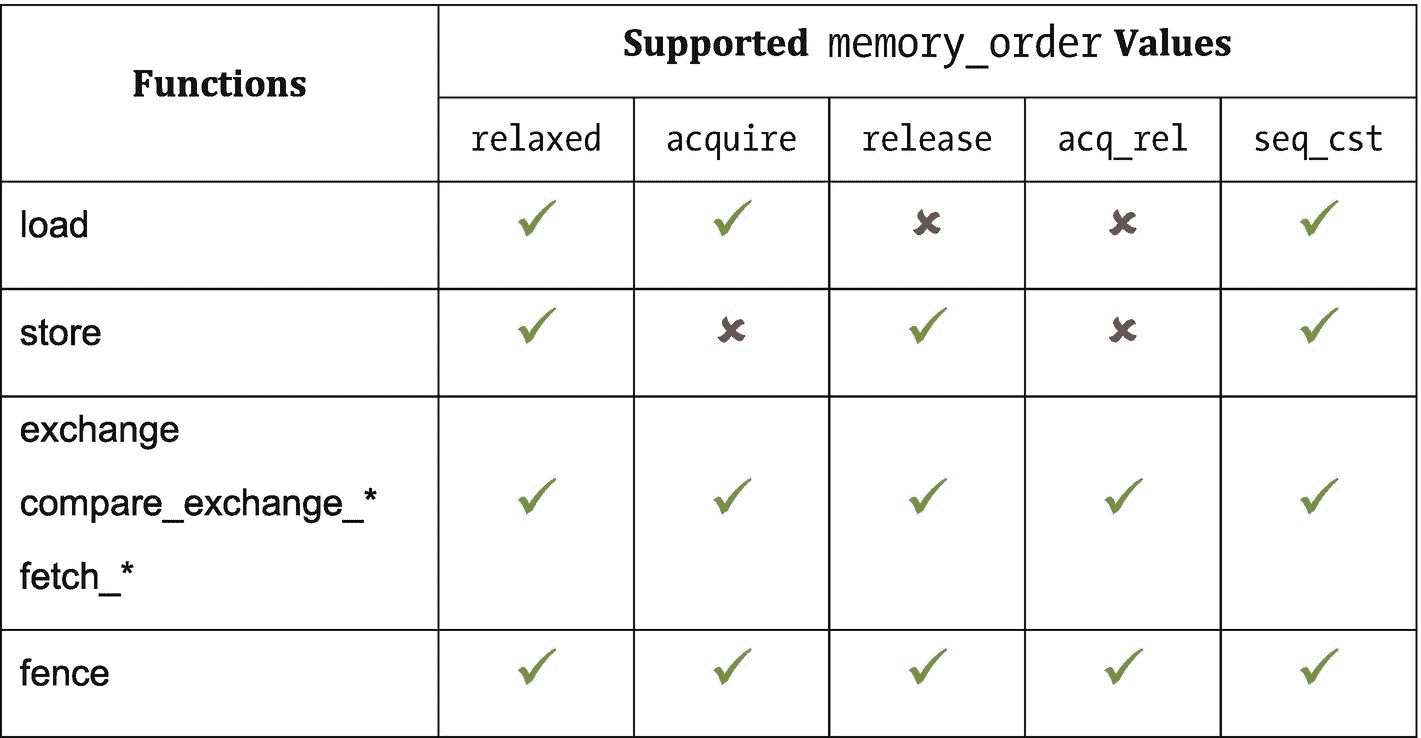 Supported memory_order Values
Functions
relaxed acquire release acq_rel seq_cst
load ✓ ✓ ✘ ✘ ✓
store ✓ ✘ ✓ ✘ ✓
exchange
compare_exchange_* ✓ ✓ ✓ ✓ ✓
fetch_*
fence ✓ ✓ ✓ ✓ ✓